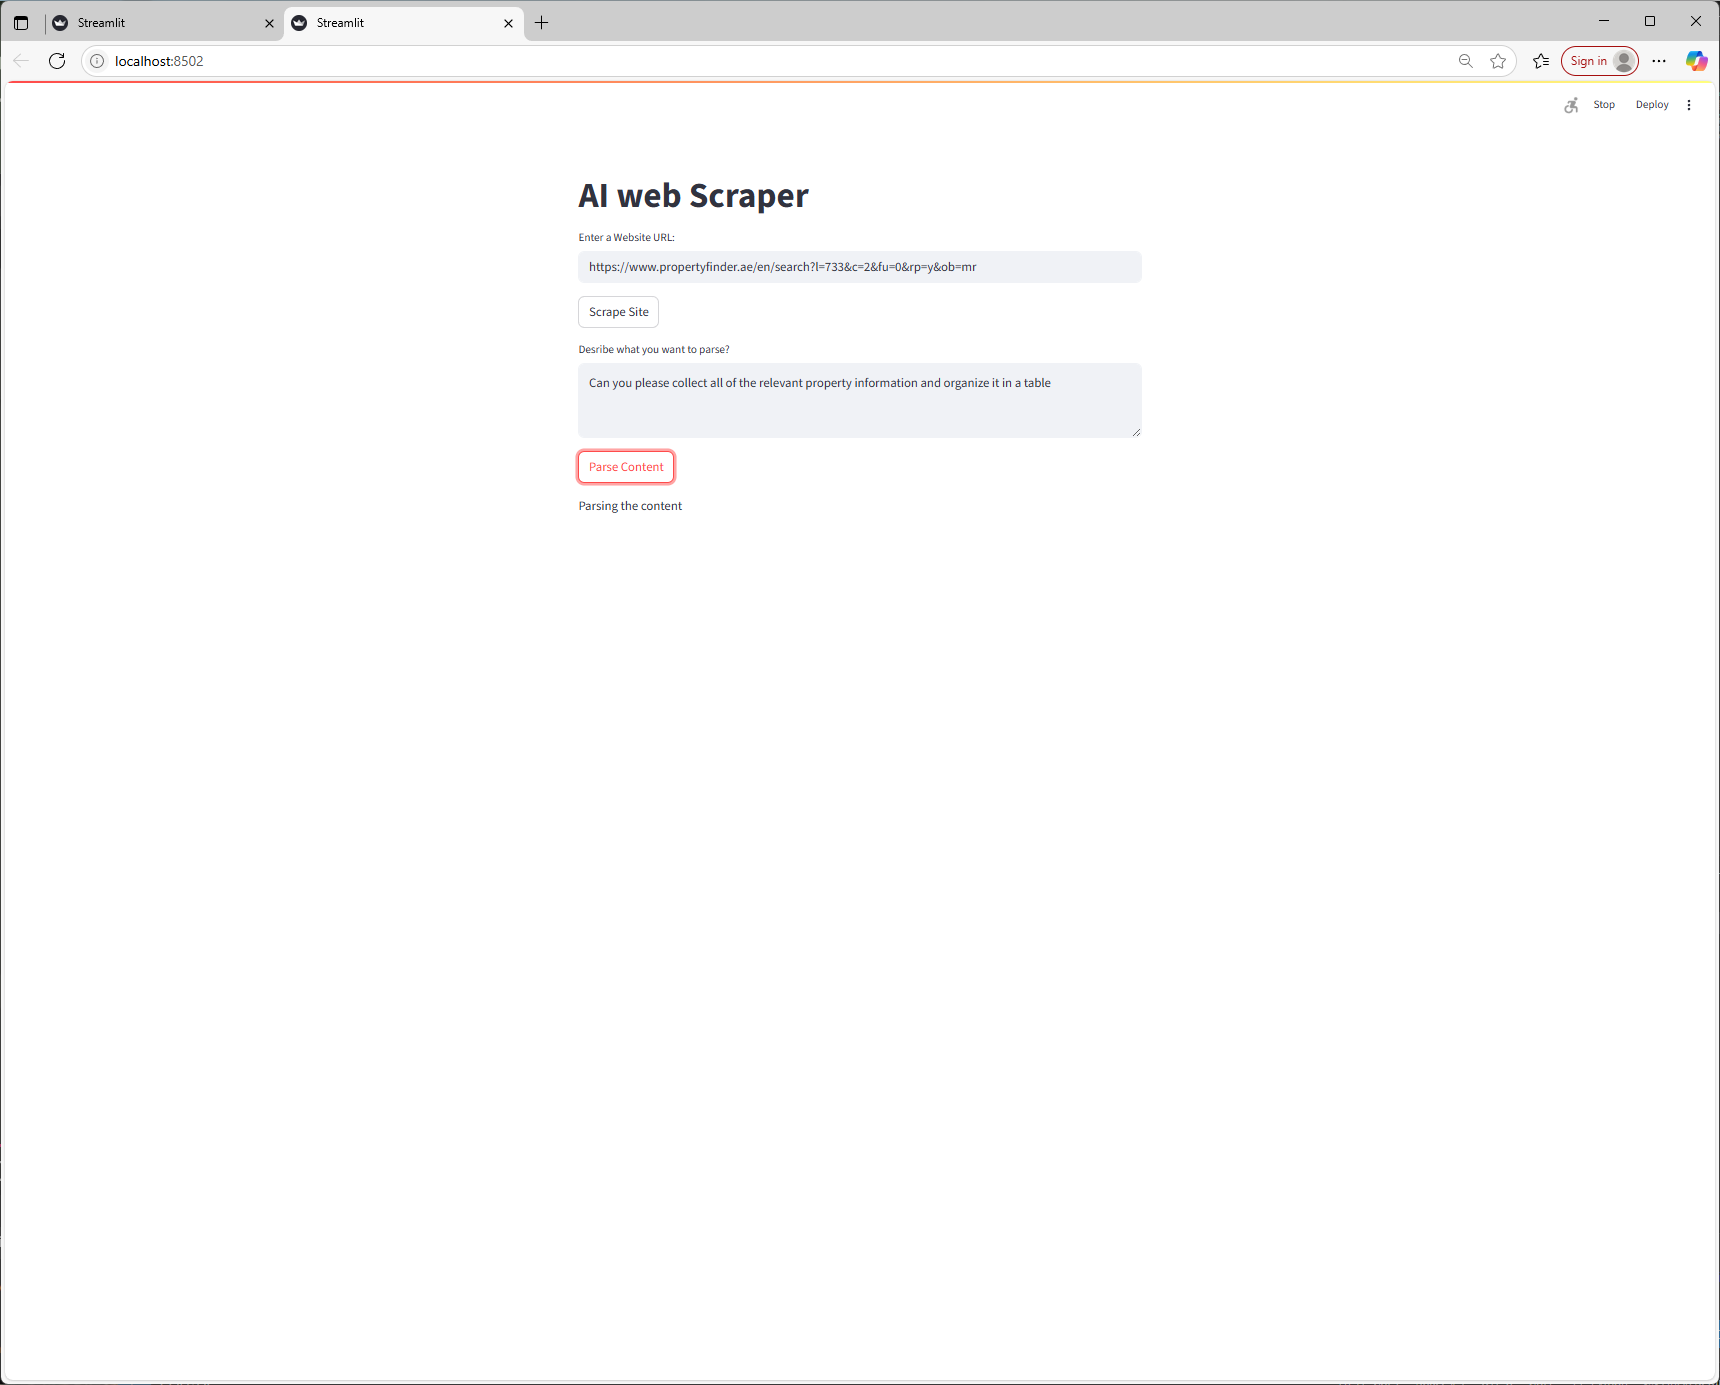 Streamlit
Streamlit
localhost:8502
Sign in
Stop
Deploy
AI web Scraper
Enter a Website URL:
https://www.propertyfinder.ae/en/search?l=733&c=2&fu=0&rp=y&ob=mr
Scrape Site
Desribe what you want to parse?
Can you please collect all of the relevant property information and organize it in a table
Parse Content
Parsing the content